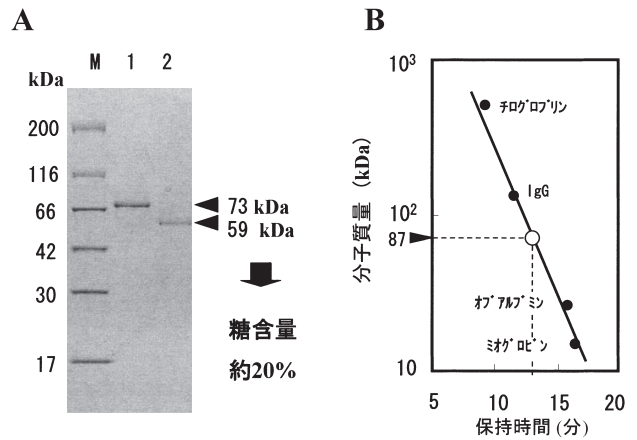 A
M 1 2
kDa
200
116
66
42
30
17
73 kDa
59 kDa
糖含量
約20%
B
10³
10²
87
10
分子質量 (kDa)
ﾁﾛｸﾞﾛﾌﾞﾘﾝ
IgG
ｵﾌﾞｱﾙﾌﾞﾐﾝ
ﾐｵｸﾞﾛﾋﾞﾝ
5 10 15 20
保持時間 (分)